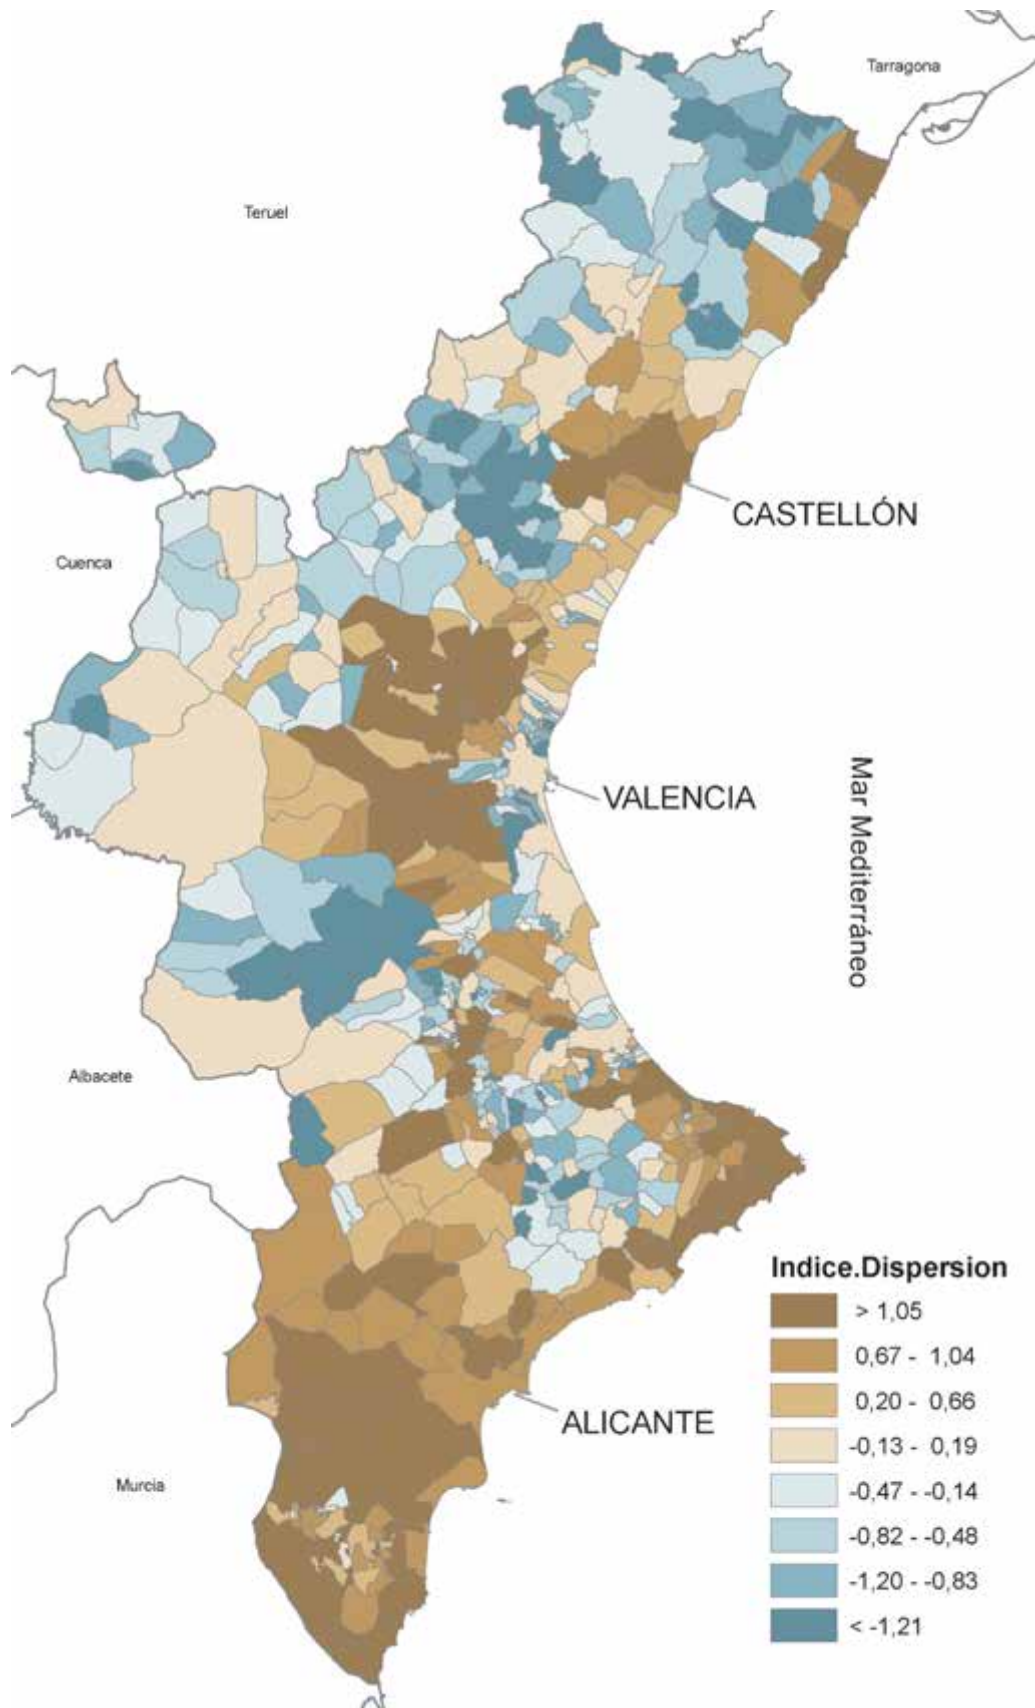 Tarragona
Teruel
CASTELLÓN
Cuenca
VALENCIA
Mar Mediterráneo
Albacete
Indice.Dispersion
> 1,05
0,67 - 1,04
0,20 - 0,66
-0,13 - 0,19
-0,47 - -0,14
-0,82 - -0,48
-1,20 - -0,83
< -1,21
ALICANTE
Murcia